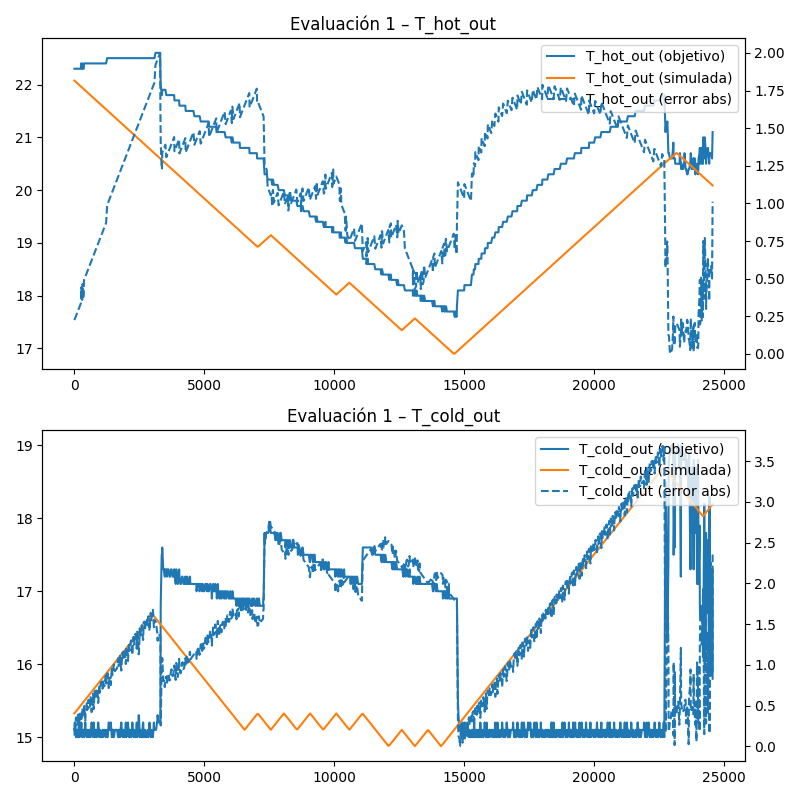 Evaluación 1 – T_hot_out
T_hot_out (objetivo)
T_hot_out (simulada)
T_hot_out (error abs)
22
21
20
19
18
17
2.00
1.75
1.50
1.25
1.00
0.75
0.50
0.25
0.00
0 5000 10000 15000 20000 25000
Evaluación 1 – T_cold_out
T_cold_out (objetivo)
T_cold_out (simulada)
T_cold_out (error abs)
19
18
17
16
15
3.5
3.0
2.5
2.0
1.5
1.0
0.5
0.0
0 5000 10000 15000 20000 25000